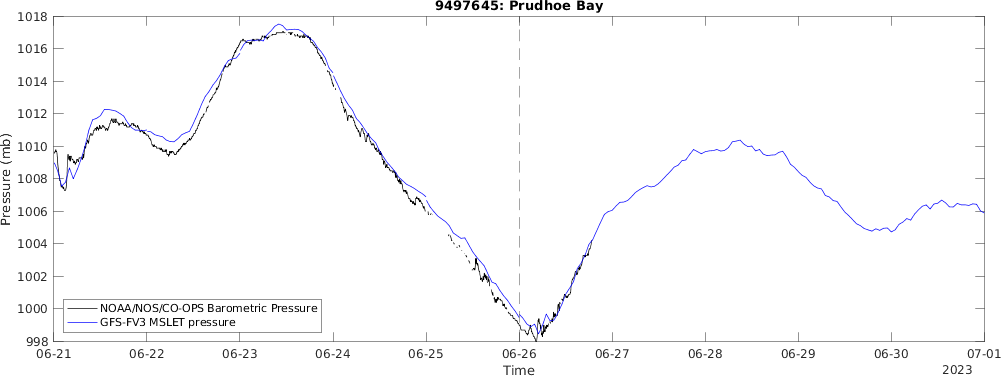 9497645: Prudhoe Bay
Pressure (mb)
1018
1016
1014
1012
1010
1008
1006
1004
1002
1000
998
NOAA/NOS/CO-OPS Barometric Pressure
GFS-FV3 MSLET pressure
06-21 06-22 06-23 06-24 06-25 06-26 06-27 06-28 06-29 06-30 07-01
Time
2023